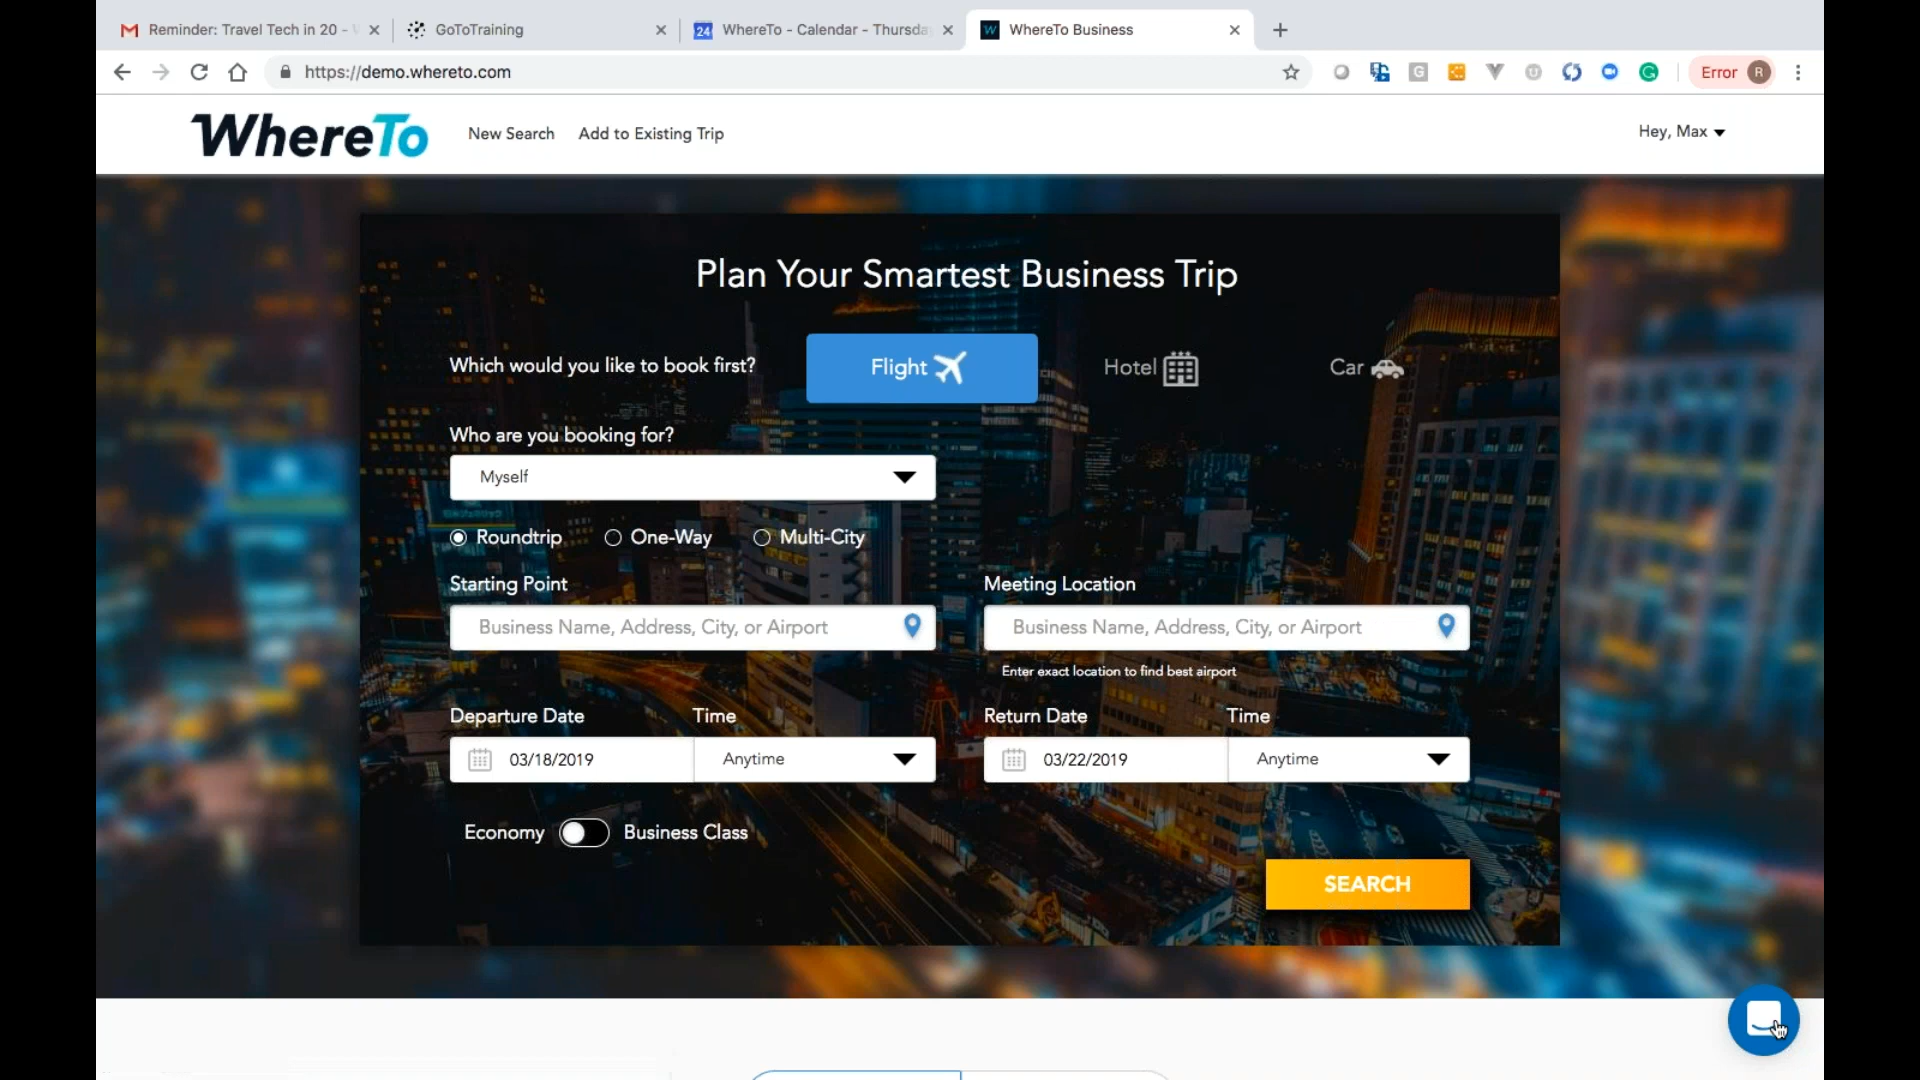 Reminder: Travel Tech in 20 -
GoToTraining
WhereTo - Calendar - Thursda
WhereTo Business
https://demo.whereto.com
Error R
WhereTo
New Search
Add to Existing Trip
Hey, Max
Plan Your Smartest Business Trip
Which would you like to book first?
Flight
Hotel
Car
Who are you booking for?
Myself
Roundtrip
One-Way
Multi-City
Starting Point
Meeting Location
Business Name, Address, City, or Airport
Business Name, Address, City, or Airport
Enter exact location to find best airport
Departure Date
Time
Return Date
Time
03/18/2019
Anytime
03/22/2019
Anytime
Economy
Business Class
SEARCH